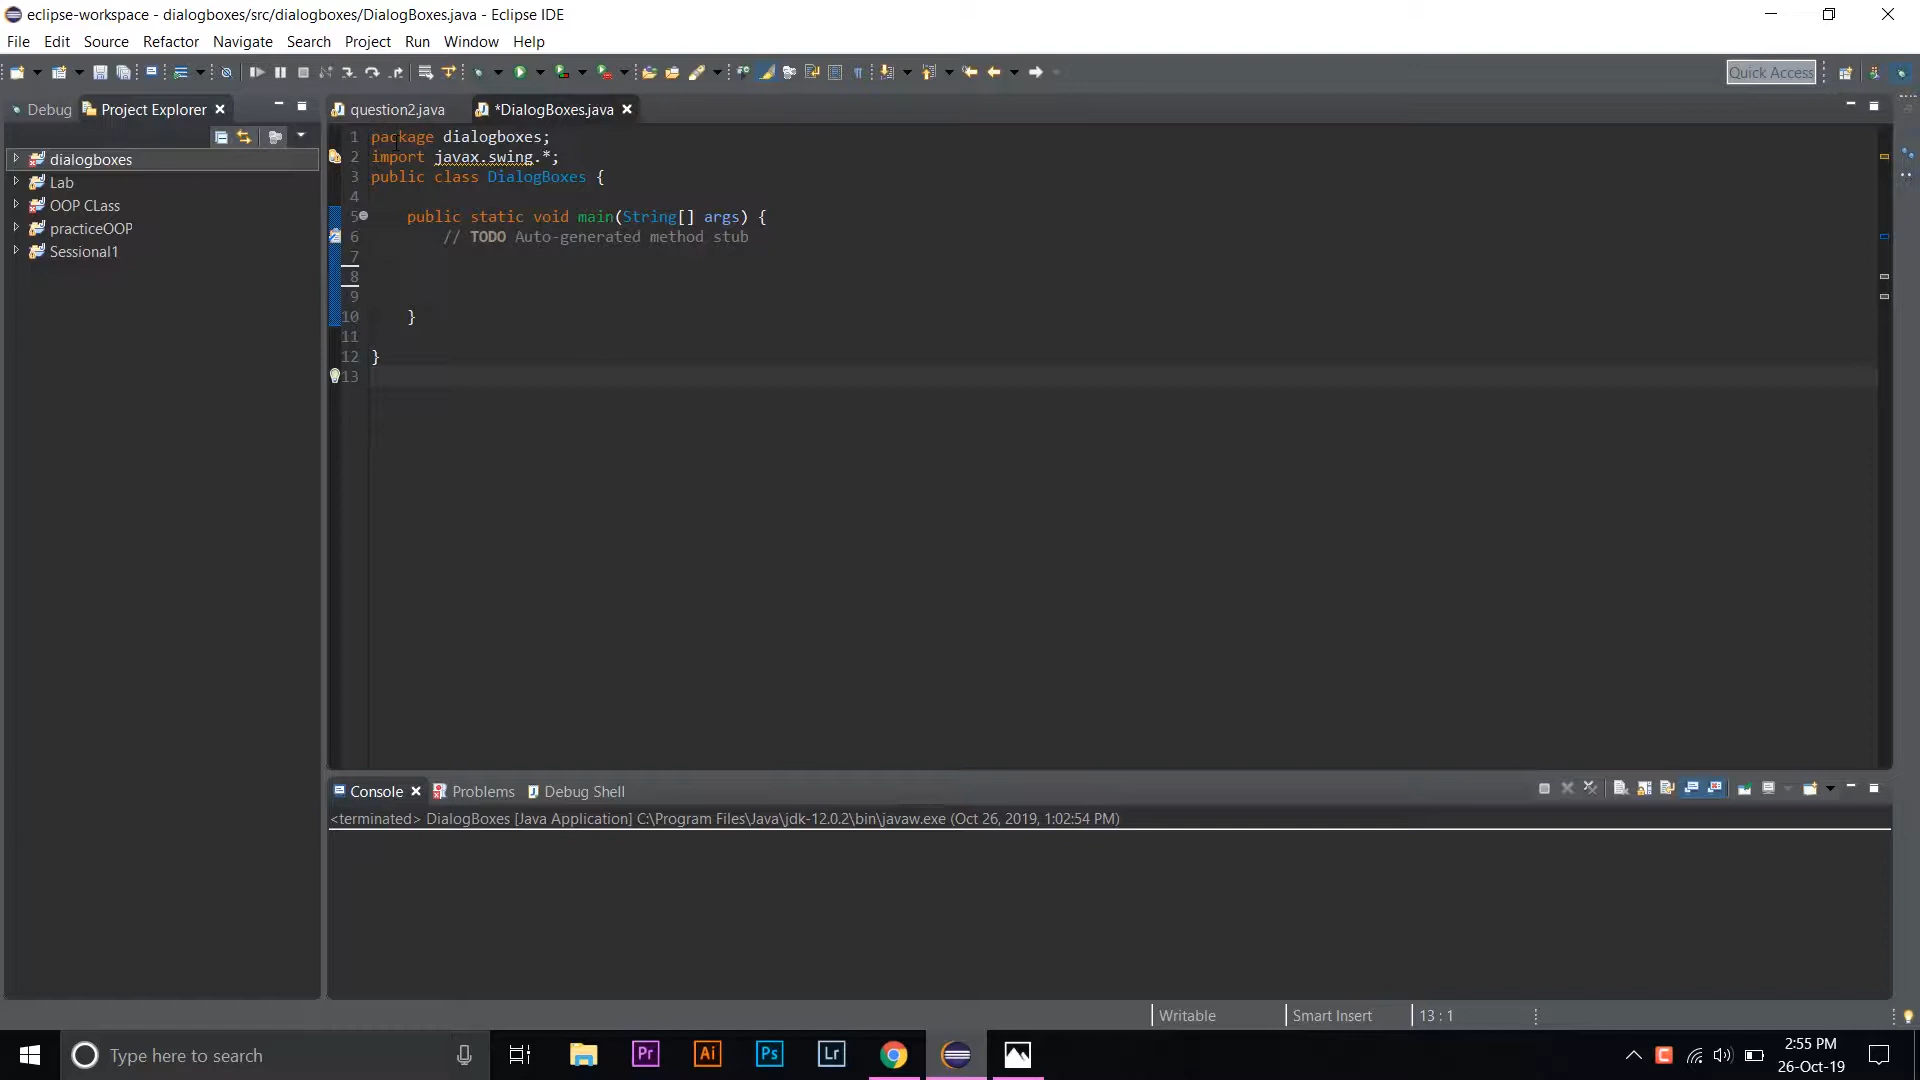 eclipse-workspace - dialogboxes/src/dialogboxes/DialogBoxes.java - Eclipse IDE
File Edit Source Refactor Navigate Search Project Run Window Help
Quick Access
Debug Project Explorer
question2.java *DialogBoxes.java
dialogboxes
Lab
OOP CLass
practiceOOP
Sessional1
1 package dialogboxes;
2 import javax.swing.*;
3 public class DialogBoxes {
4
5 public static void main(String[] args) {
6 // TODO Auto-generated method stub
7
8
9
10 }
11
12 }
13
Console Problems Debug Shell
<terminated> DialogBoxes [Java Application] C:\Program Files\Java\jdk-12.0.2\bin\javaw.exe (Oct 26, 2019, 1:02:54 PM)
Writable Smart Insert 13 : 1
Type here to search
Pr Ai Ps Lr
2:55 PM
26-Oct-19